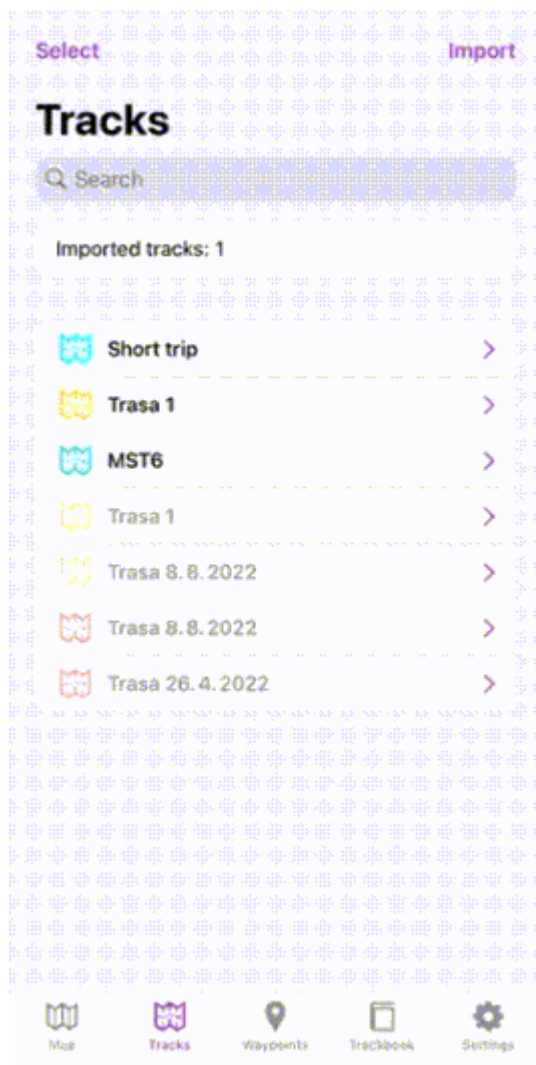 Select Import
Tracks
Search
Imported tracks: 1
Short trip
Trasa 1
MST6
Trasa 1
Trasa 8. 8. 2022
Trasa 8. 8. 2022
Trasa 26. 4. 2022
Map Tracks Waypoints Trackbook Settings